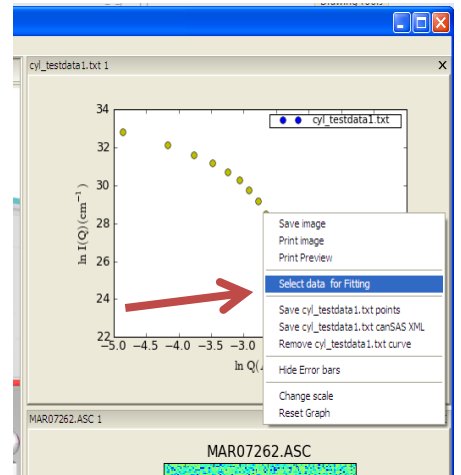 cyl_testdata1.txt 1 X
34
cyl_testdata1.txt
32
30
28
26
24
22
ln I(Q)(cm⁻¹)
Save image
Print image
Print Preview
Select data for Fitting
Save cyl_testdata1.txt points
Save cyl_testdata1.txt canSAS XML
Remove cyl_testdata1.txt curve
Hide Error bars
Change scale
Reset Graph
−5.0 −4.5 −4.0 −3.5 −3.0
ln Q(
MAR07262.ASC 1
MAR07262.ASC